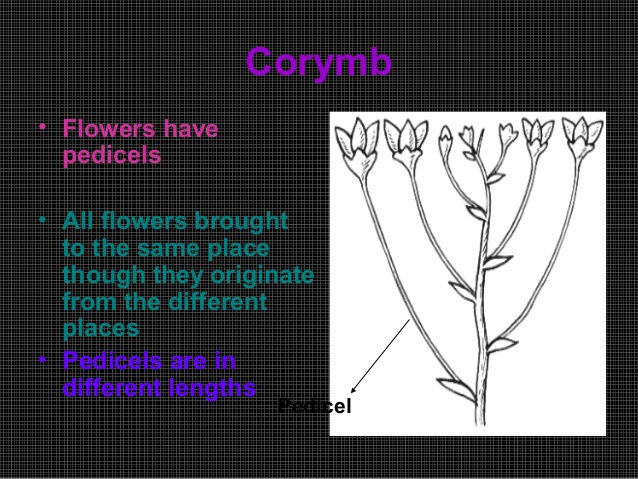 Corymb
• Flowers have
pedicels
• All flowers brought
to the same place
though they originate
from the different
places
• Pedicels are in
different lengths
Pedicel